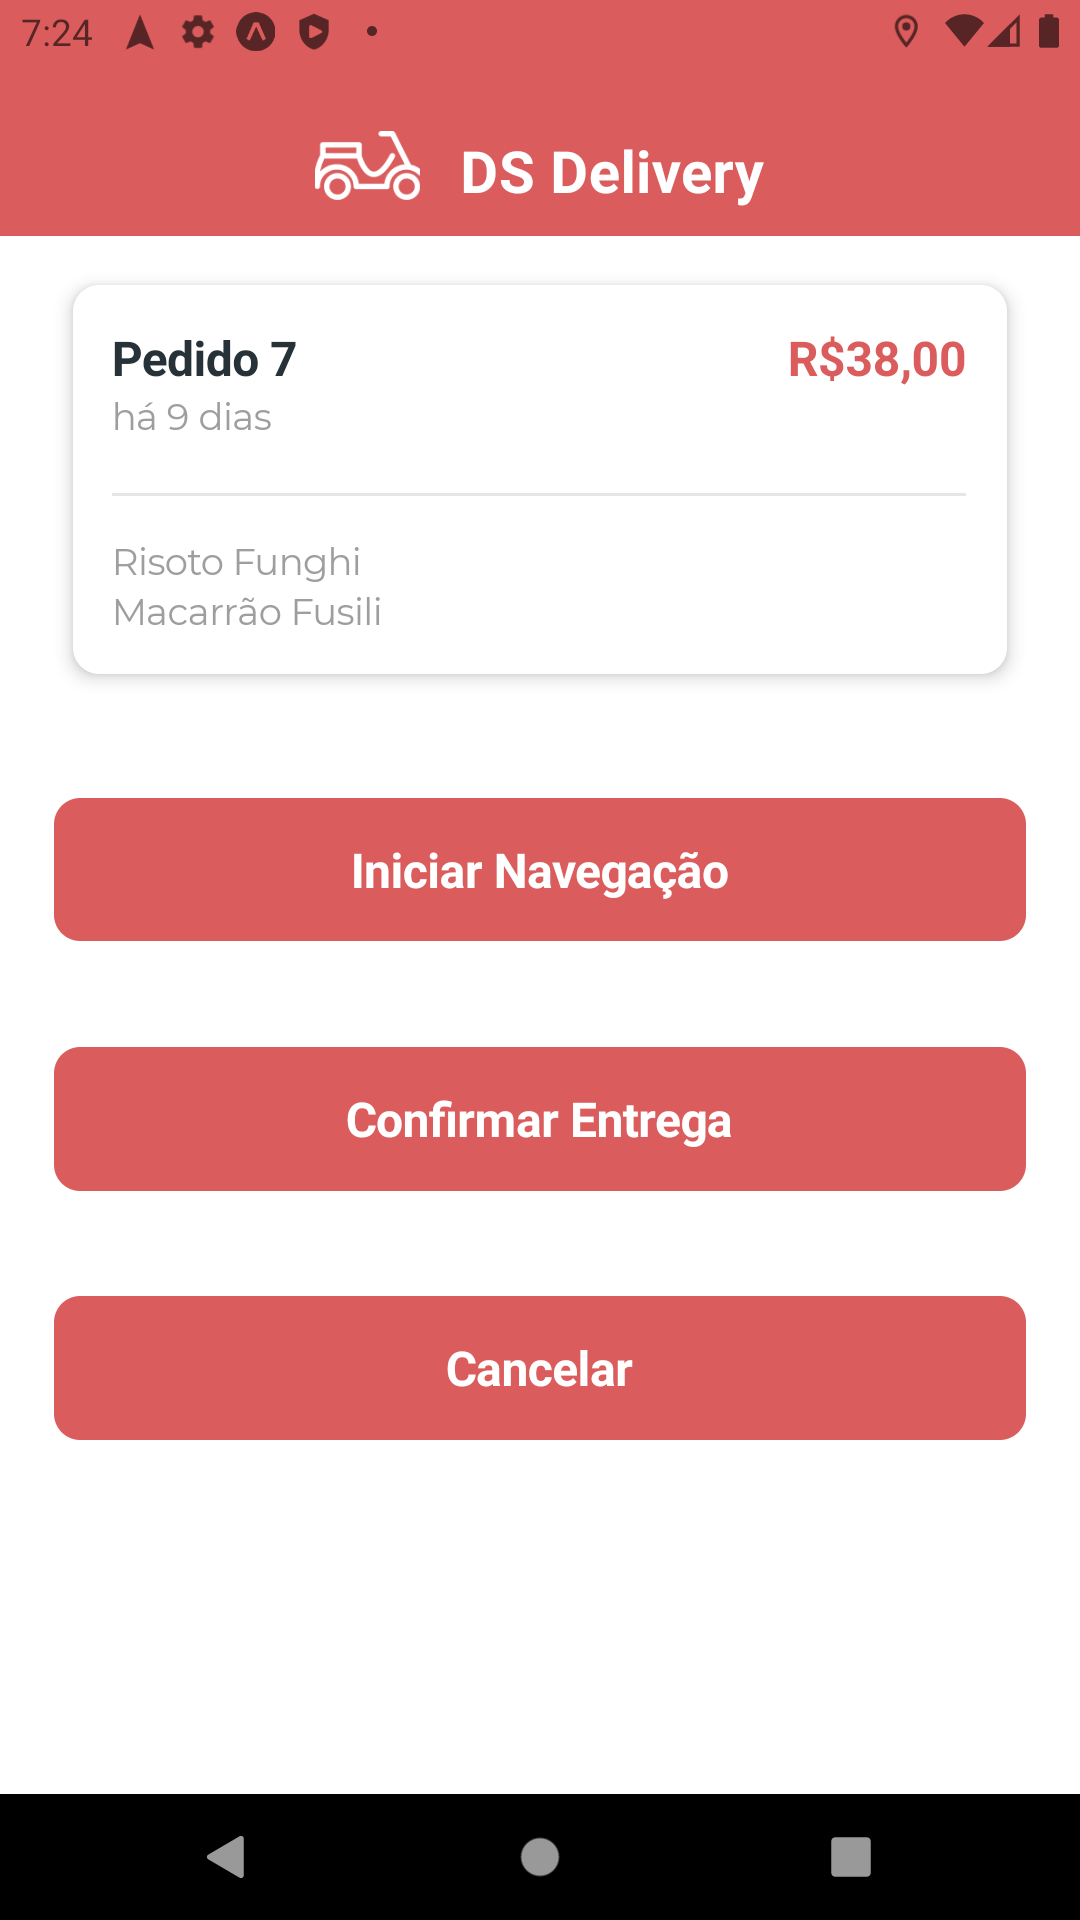 7:24
DS Delivery
Pedido 7
R$38,00
há 9 dias
Risoto Funghi
Macarrão Fusili
Iniciar Navegação
Confirmar Entrega
Cancelar